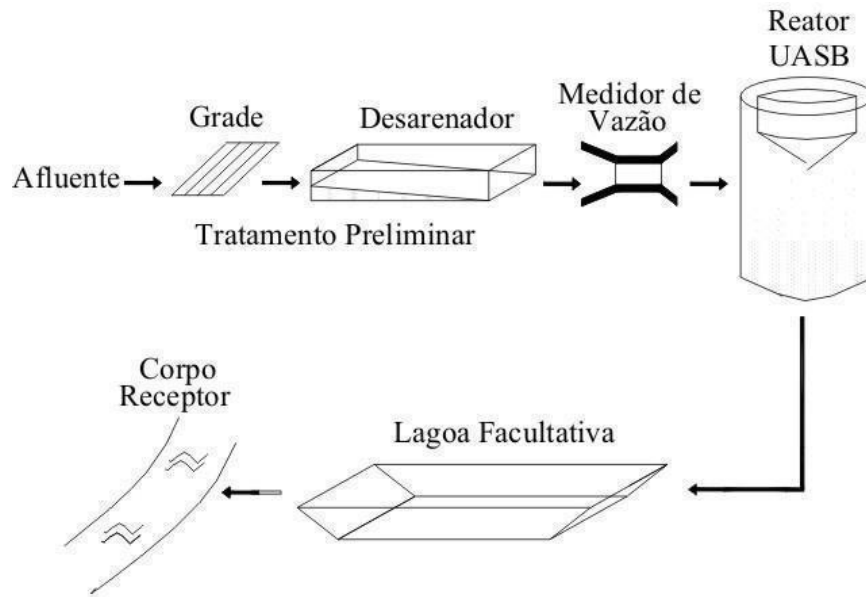 Reator
UASB
Medidor de
Vazão
Grade
Desarenador
Afluente
Tratamento Preliminar
Corpo
Receptor
Lagoa Facultativa